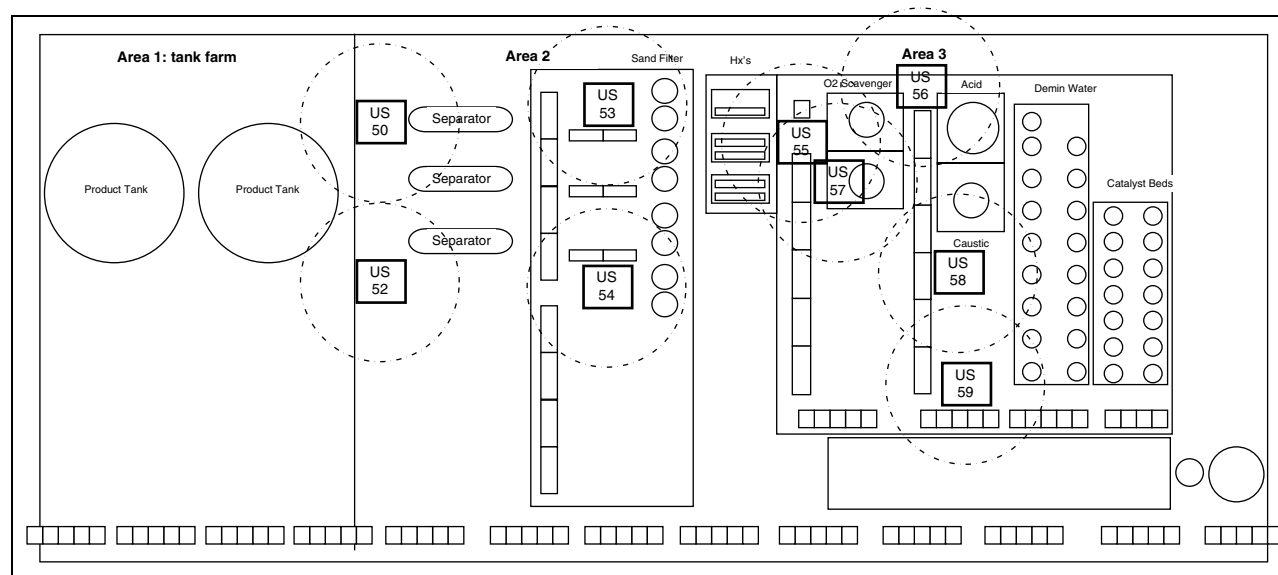 Area 1: tank farm
Area 2
Area 3
Sand Filter
Hx's
O2 Scavenger
Acid
Demin Water
US
50
Separator
US
53
US
56
US
55
Product Tank
Product Tank
Separator
US
57
Catalyst Beds
Separator
Caustic
US
52
US
54
US
58
US
59